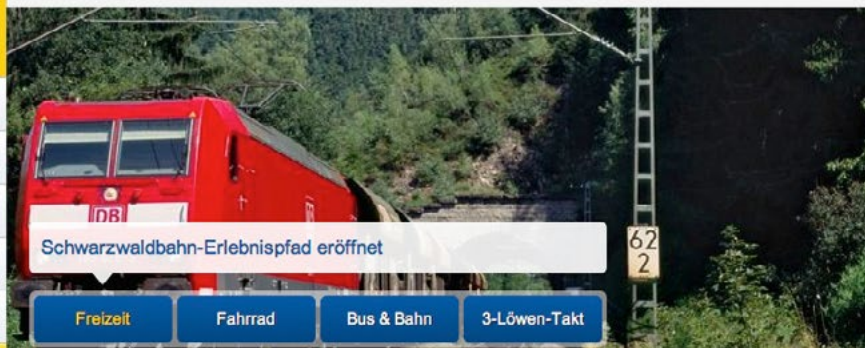 DB
Schwarzwaldbahn-Erlebnispfad eröffnet
62
2
Freizeit
Fahrrad
Bus & Bahn
3-Löwen-Takt